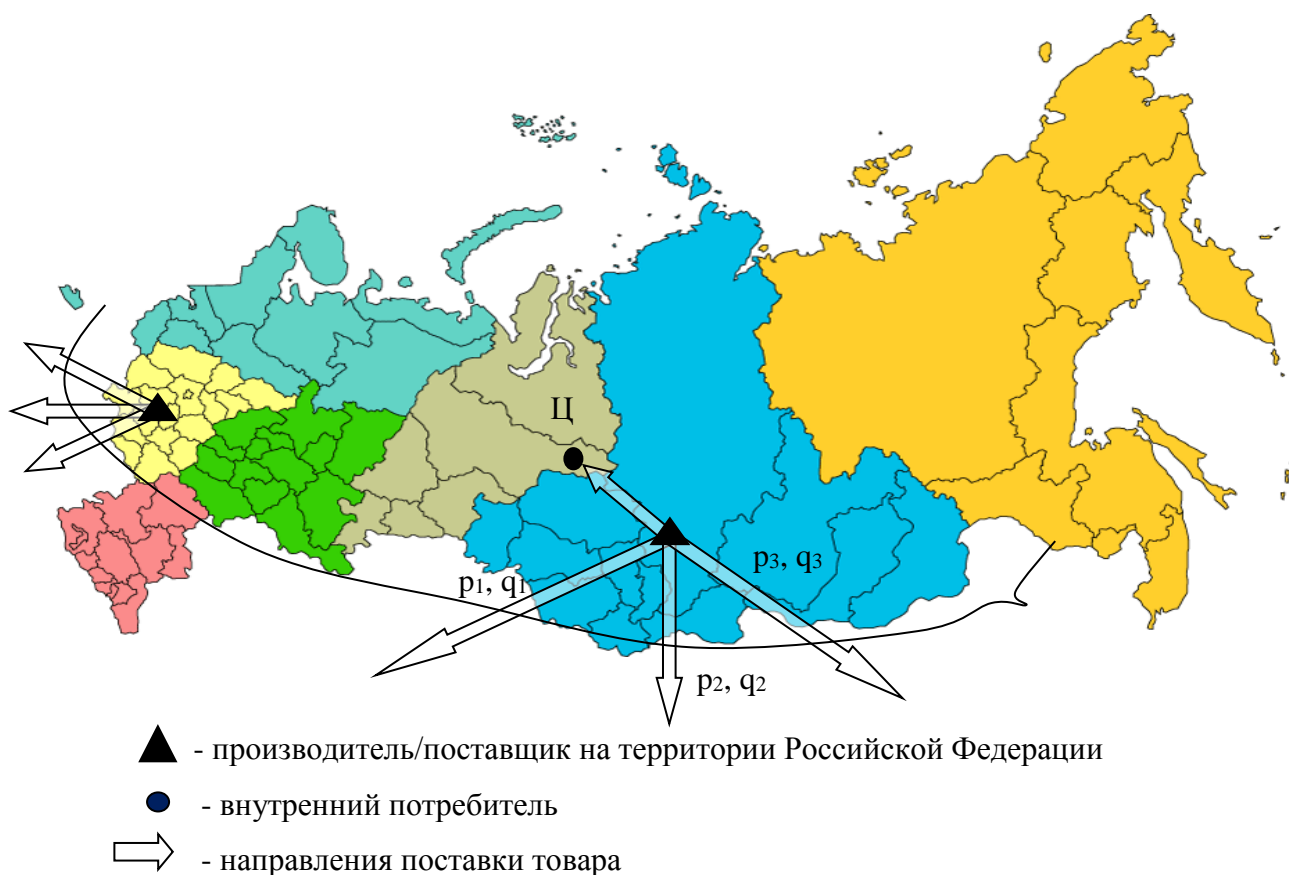 Ц
p₁, q₁
p₃, q₃
p₂, q₂
- производитель/поставщик на территории Российской Федерации
- внутренний потребитель
- направления поставки товара